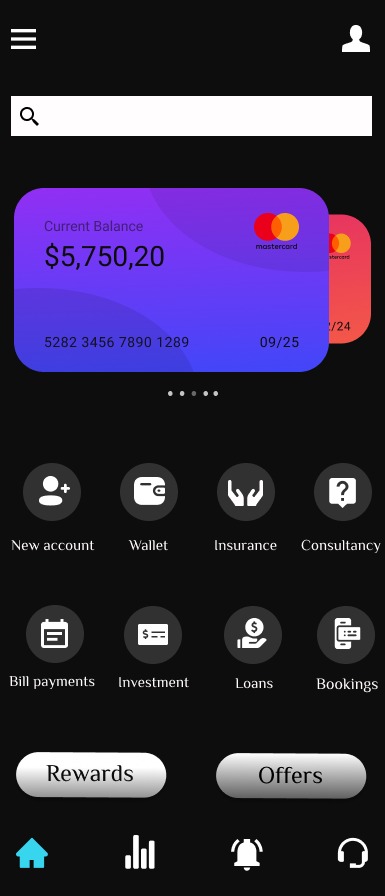 Current Balance
$5,750,20
mastercard
mastercard
5282 3456 7890 1289
09/25
2/24
New account
Wallet
Insurance
Consultancy
Bill payments
Investment
Loans
Bookings
Rewards
Offers